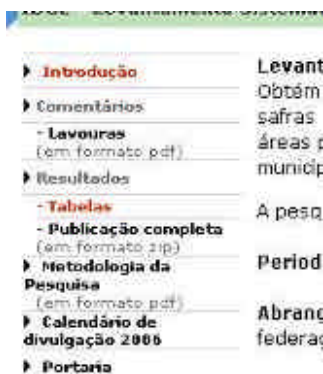 Introdução
Comentários
- Lavouras
(em formato pdf)
Resultados
- Tabelas
- Publicação completa
(em formato zip)
Metodologia da
Pesquisa
(em formato pdf)
Calendário de
divulgação 2006
Portaria
Levant
Obtém
safras
áreas p
municíp
A pesq
Period
Abrang
federaç